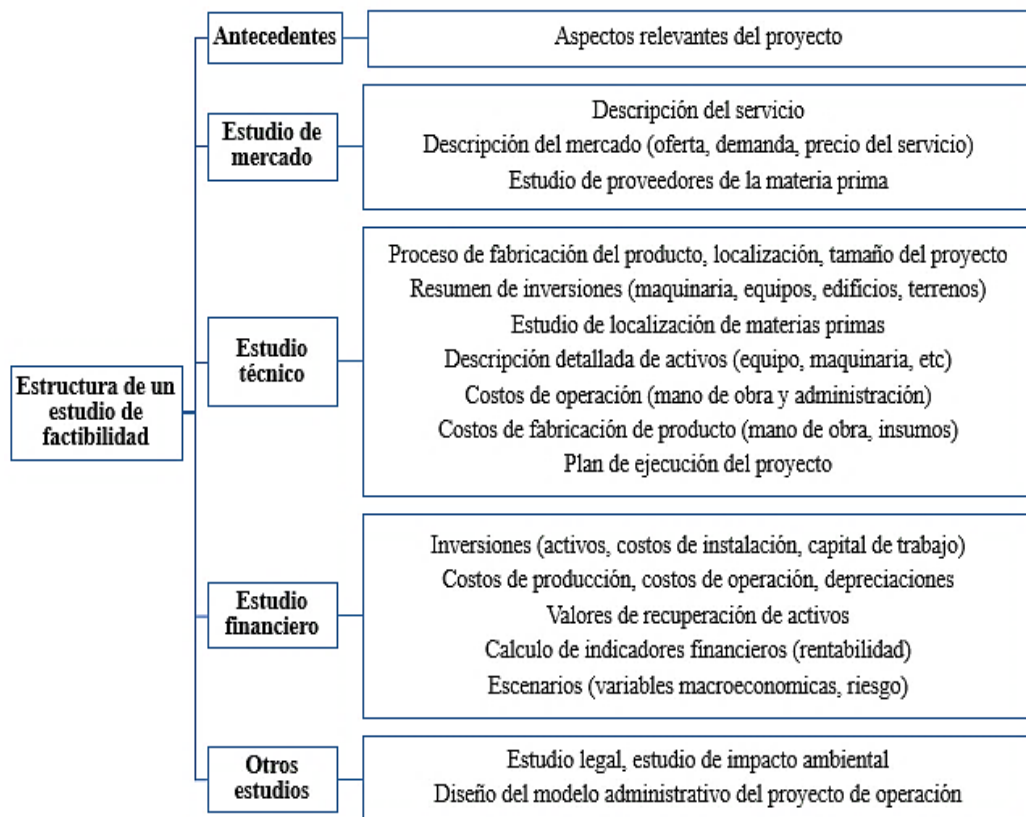 Antecedentes
Aspectos relevantes del proyecto
Estudio de
mercado
Descripción del servicio
Descripción del mercado (oferta, demanda, precio del servicio)
Estudio de proveedores de la materia prima
Estructura de un
estudio de
factibilidad
Estudio
técnico
Proceso de fabricación del producto, localización, tamaño del proyecto
Resumen de inversiones (maquinaria, equipos, edificios, terrenos)
Estudio de localización de materias primas
Descripción detallada de activos (equipo, maquinaria, etc)
Costos de operación (mano de obra y administración)
Costos de fabricación de producto (mano de obra, insumos)
Plan de ejecución del proyecto
Estudio
financiero
Inversiones (activos, costos de instalación, capital de trabajo)
Costos de producción, costos de operación, depreciaciones
Valores de recuperación de activos
Calculo de indicadores financieros (rentabilidad)
Escenarios (variables macroeconomicas, riesgo)
Otros
estudios
Estudio legal, estudio de impacto ambiental
Diseño del modelo administrativo del proyecto de operación